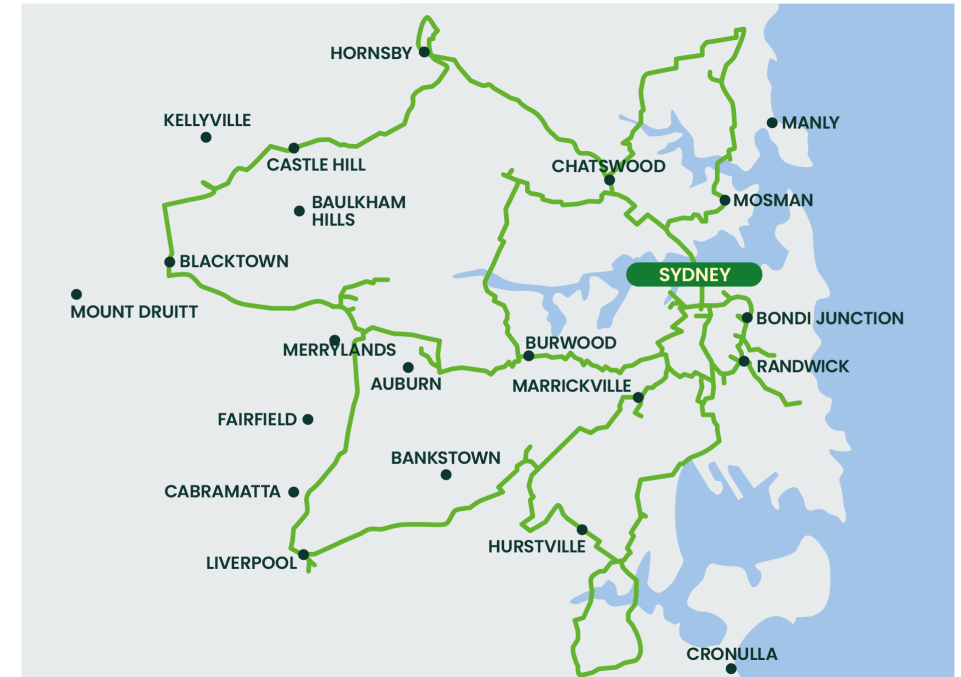 HORNSBY
KELLYVILLE
MANLY
CASTLE HILL
CHATSWOOD
BAULKHAM
HILLS
MOSMAN
BLACKTOWN
SYDNEY
MOUNT DRUITT
BONDI JUNCTION
BURWOOD
MERRYLANDS
RANDWICK
AUBURN
MARRICKVILLE
FAIRFIELD
BANKSTOWN
CABRAMATTA
HURSTVILLE
LIVERPOOL
CRONULLA